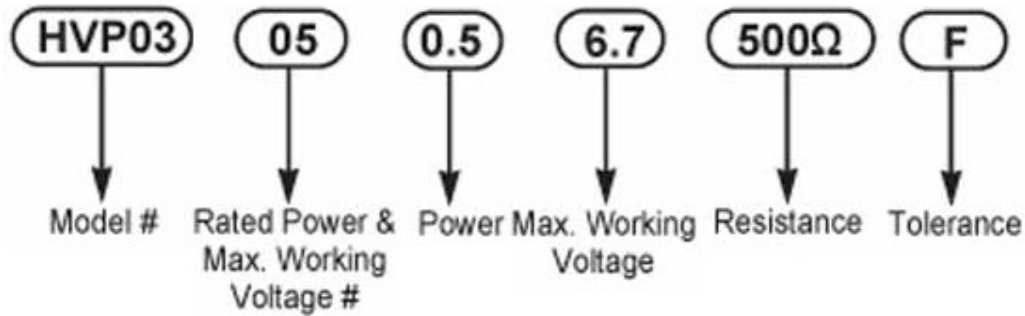 HVP03 05 0.5 6.7 500Ω F
Model # Rated Power & Power Max. Working Resistance Tolerance
Max. Working Voltage
Voltage #